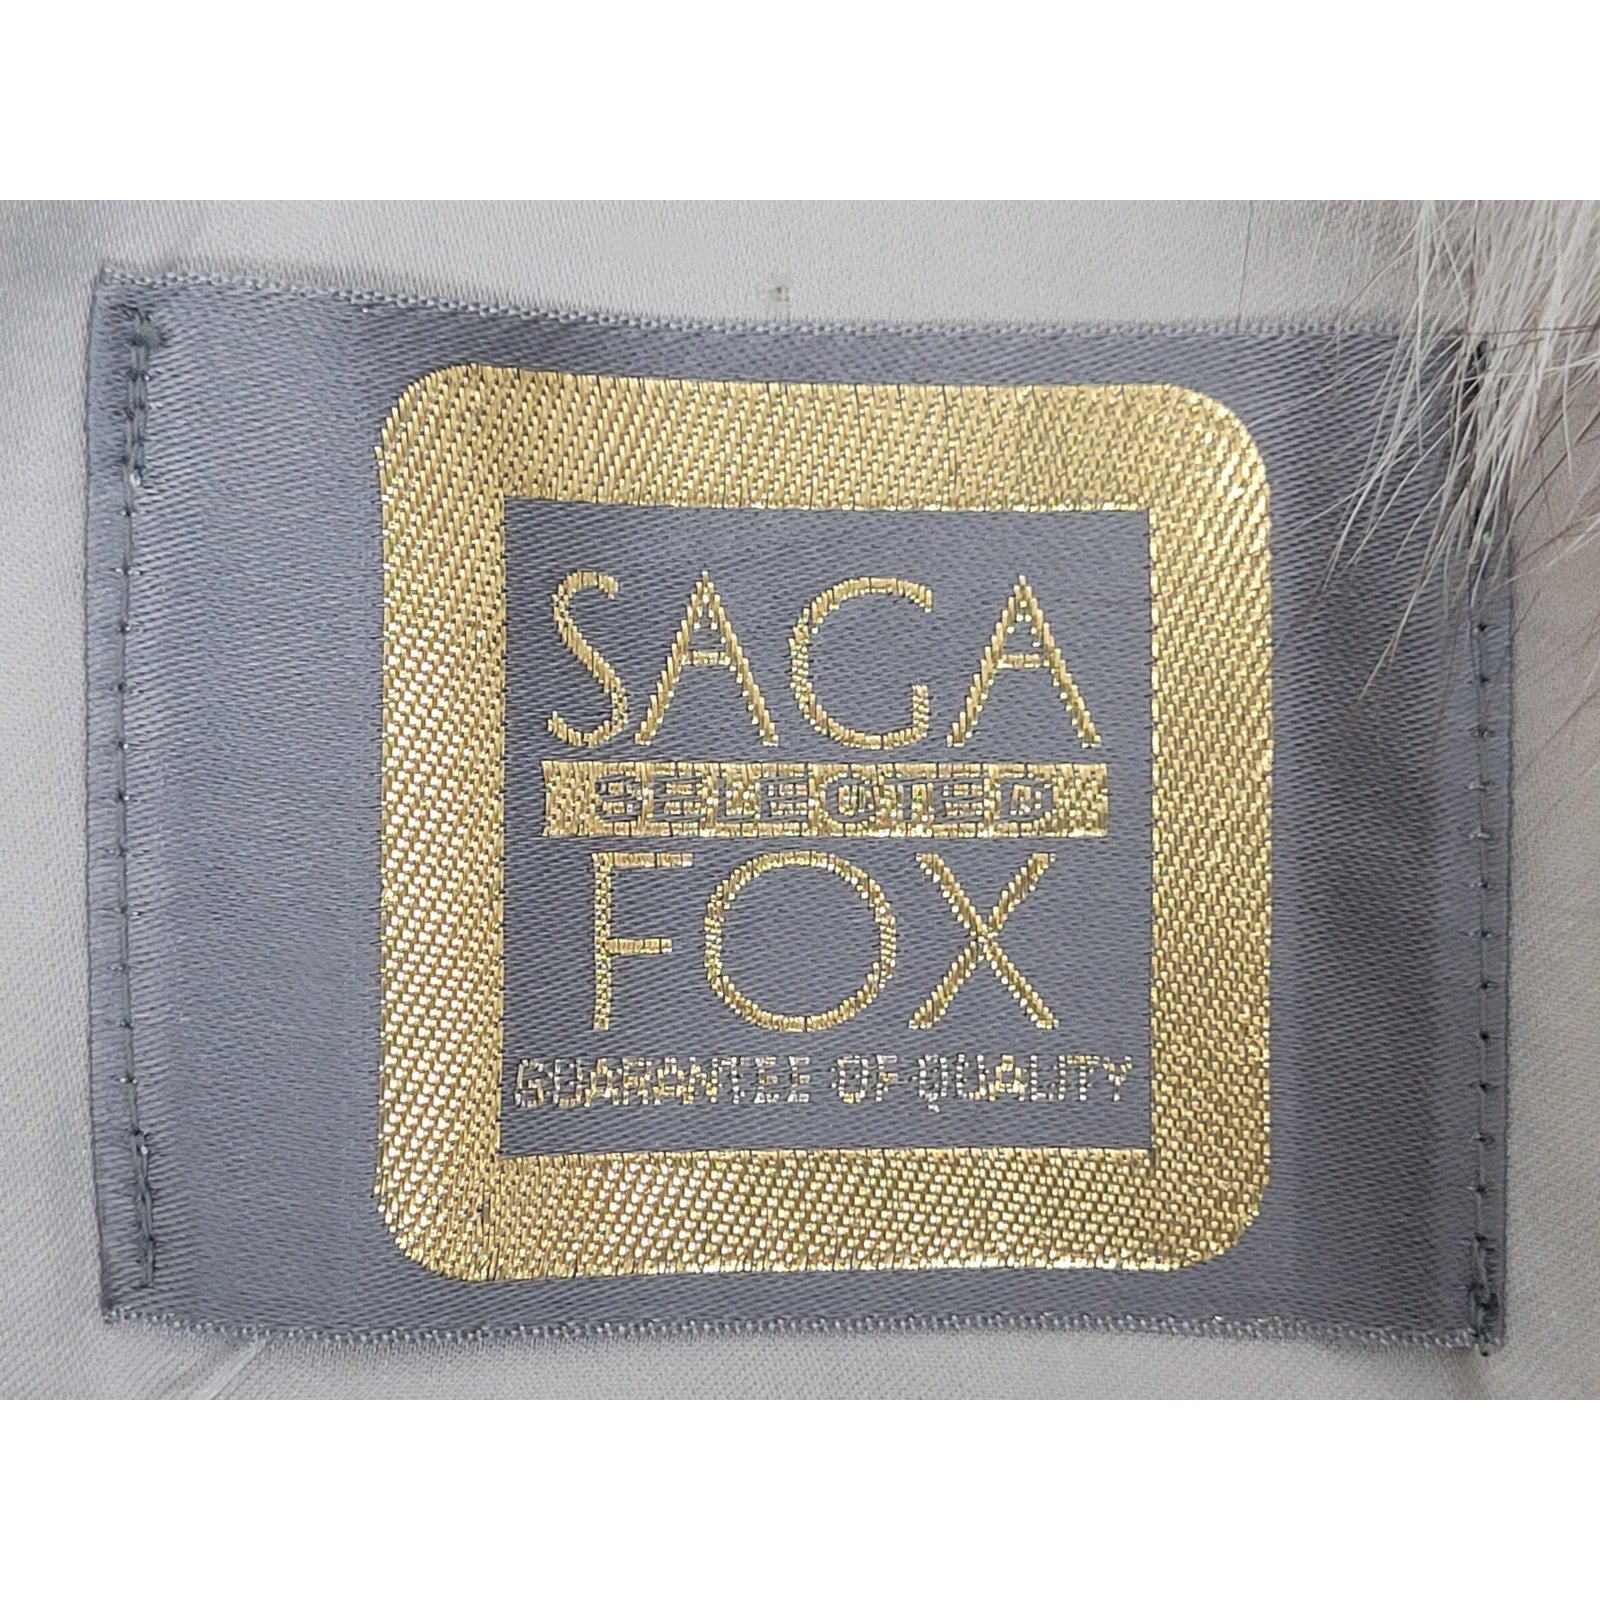 SAGA
SELECTED
FOX
GUARANTEE OF QUALITY